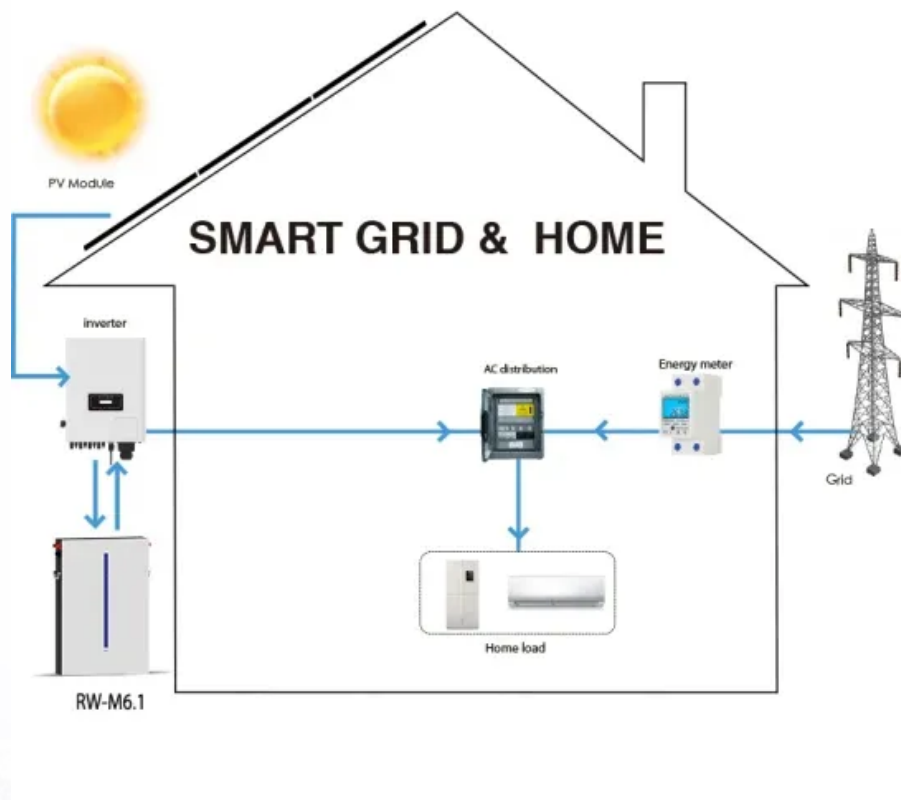 PV Module
SMART GRID & HOME
inverter
AC distribution
Energy meter
Grid
Home load
RW-M6.1